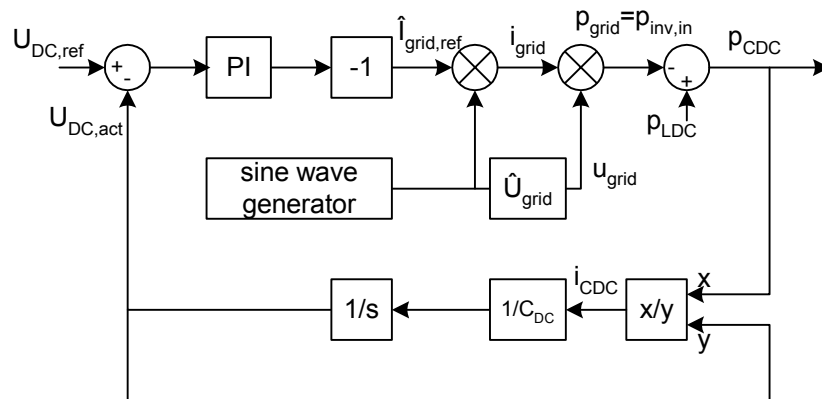 U_DC,ref
+
-
PI
-1
Î_grid,ref
i_grid
p_grid=p_inv,in
-
+
p_CDC
U_DC,act
p_LDC
sine wave
generator
Û_grid
u_grid
1/s
1/C_DC
i_CDC
x/y
x
y